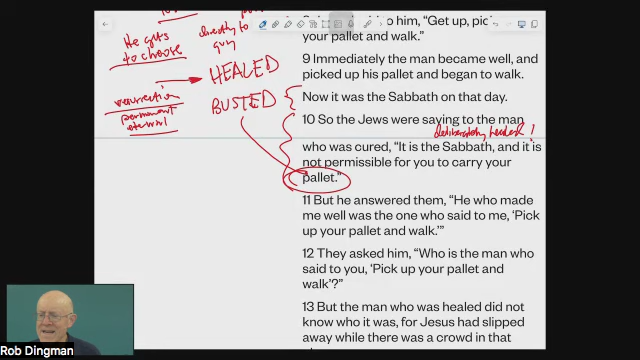 him, "Get up, pick
your pallet and walk."
He gets
to choose
directly to
guy
9 Immediately the man became well, and
picked up his pallet and began to walk.
HEALED
resurrection
permanent
eternal
BUSTED
Now it was the Sabbath on that day.
10 So the Jews were saying to the man
deliberately healed!
who was cured, "It is the Sabbath, and it is
not permissible for you to carry your
pallet."
11 But he answered them, "He who made
me well was the one who said to me, 'Pick
up your pallet and walk.'"
12 They asked him, "Who is the man who
said to you, 'Pick up your pallet and
walk'?"
13 But the man who was healed did not
know who it was, for Jesus had slipped
away while there was a crowd in that
Rob Dingman